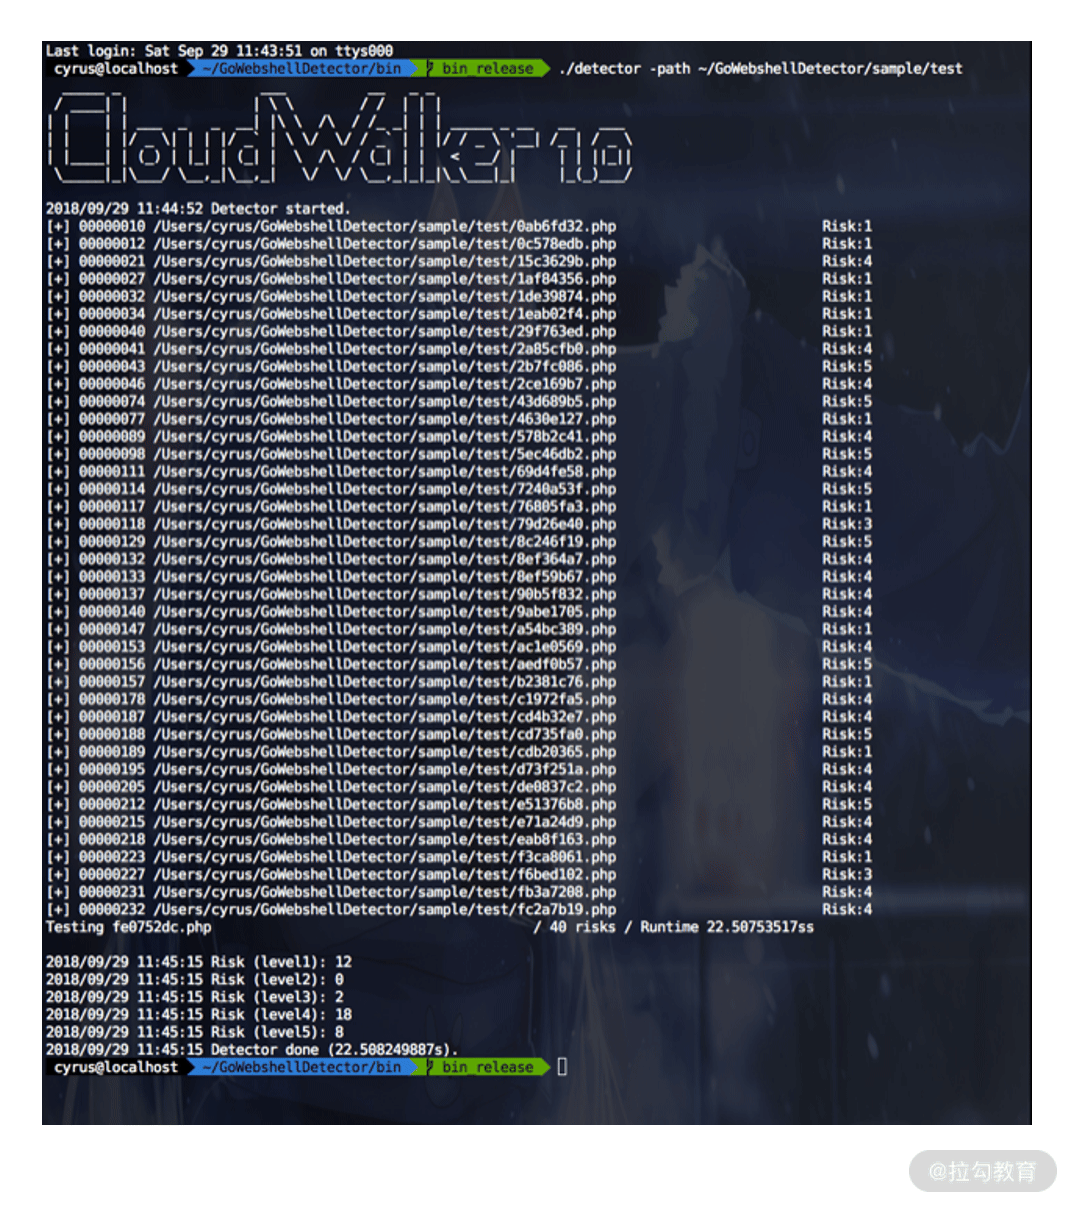 Last login: Sat Sep 29 11:43:51 on ttys000
cyrus@localhost ~/GoWebshellDetector/bin bin_release ./detector -path ~/GoWebshellDetector/sample/test
CloudWalker 1.0
2018/09/29 11:44:52 Detector started.
[+] 00000010 /Users/cyrus/GoWebshellDetector/sample/test/0ab6fd32.php Risk:1
[+] 00000012 /Users/cyrus/GoWebshellDetector/sample/test/0c578edb.php Risk:1
[+] 00000021 /Users/cyrus/GoWebshellDetector/sample/test/15c3629b.php Risk:4
[+] 00000027 /Users/cyrus/GoWebshellDetector/sample/test/1af84356.php Risk:1
[+] 00000032 /Users/cyrus/GoWebshellDetector/sample/test/1de39874.php Risk:1
[+] 00000034 /Users/cyrus/GoWebshellDetector/sample/test/1eab02f4.php Risk:1
[+] 00000040 /Users/cyrus/GoWebshellDetector/sample/test/29f763ed.php Risk:1
[+] 00000041 /Users/cyrus/GoWebshellDetector/sample/test/2a85cfb0.php Risk:4
[+] 00000043 /Users/cyrus/GoWebshellDetector/sample/test/2b7fc086.php Risk:5
[+] 00000046 /Users/cyrus/GoWebshellDetector/sample/test/2ce169b7.php Risk:4
[+] 00000074 /Users/cyrus/GoWebshellDetector/sample/test/43d689b5.php Risk:5
[+] 00000077 /Users/cyrus/GoWebshellDetector/sample/test/4630e127.php Risk:1
[+] 00000089 /Users/cyrus/GoWebshellDetector/sample/test/578b2c41.php Risk:4
[+] 00000098 /Users/cyrus/GoWebshellDetector/sample/test/5ec46db2.php Risk:5
[+] 00000111 /Users/cyrus/GoWebshellDetector/sample/test/69d4fe58.php Risk:4
[+] 00000114 /Users/cyrus/GoWebshellDetector/sample/test/7240a53f.php Risk:5
[+] 00000117 /Users/cyrus/GoWebshellDetector/sample/test/76805fa3.php Risk:1
[+] 00000118 /Users/cyrus/GoWebshellDetector/sample/test/79d26e40.php Risk:3
[+] 00000129 /Users/cyrus/GoWebshellDetector/sample/test/8c246f19.php Risk:5
[+] 00000132 /Users/cyrus/GoWebshellDetector/sample/test/8ef364a7.php Risk:4
[+] 00000133 /Users/cyrus/GoWebshellDetector/sample/test/8ef59b67.php Risk:4
[+] 00000137 /Users/cyrus/GoWebshellDetector/sample/test/90b5f832.php Risk:4
[+] 00000140 /Users/cyrus/GoWebshellDetector/sample/test/9abe1705.php Risk:4
[+] 00000147 /Users/cyrus/GoWebshellDetector/sample/test/a54bc389.php Risk:1
[+] 00000153 /Users/cyrus/GoWebshellDetector/sample/test/ac1e0569.php Risk:4
[+] 00000156 /Users/cyrus/GoWebshellDetector/sample/test/aedf0b57.php Risk:5
[+] 00000157 /Users/cyrus/GoWebshellDetector/sample/test/b2381c76.php Risk:1
[+] 00000178 /Users/cyrus/GoWebshellDetector/sample/test/c1972fa5.php Risk:4
[+] 00000187 /Users/cyrus/GoWebshellDetector/sample/test/cd4b32e7.php Risk:4
[+] 00000188 /Users/cyrus/GoWebshellDetector/sample/test/cd735fa0.php Risk:5
[+] 00000189 /Users/cyrus/GoWebshellDetector/sample/test/cdb20365.php Risk:1
[+] 00000195 /Users/cyrus/GoWebshellDetector/sample/test/d73f251a.php Risk:4
[+] 00000205 /Users/cyrus/GoWebshellDetector/sample/test/de0837c2.php Risk:4
[+] 00000212 /Users/cyrus/GoWebshellDetector/sample/test/e51376b8.php Risk:5
[+] 00000215 /Users/cyrus/GoWebshellDetector/sample/test/e71a24d9.php Risk:4
[+] 00000218 /Users/cyrus/GoWebshellDetector/sample/test/eab8f163.php Risk:4
[+] 00000223 /Users/cyrus/GoWebshellDetector/sample/test/f3ca8061.php Risk:1
[+] 00000227 /Users/cyrus/GoWebshellDetector/sample/test/f6bed102.php Risk:3
[+] 00000231 /Users/cyrus/GoWebshellDetector/sample/test/fb3a7208.php Risk:4
[+] 00000232 /Users/cyrus/GoWebshellDetector/sample/test/fc2a7b19.php Risk:4
Testing fe0752dc.php / 40 risks / Runtime 22.50753517ss
2018/09/29 11:45:15 Risk (level1): 12
2018/09/29 11:45:15 Risk (level2): 0
2018/09/29 11:45:15 Risk (level3): 2
2018/09/29 11:45:15 Risk (level4): 18
2018/09/29 11:45:15 Risk (level5): 8
2018/09/29 11:45:15 Detector done (22.508249887s).
cyrus@localhost ~/GoWebshellDetector/bin bin_release
@拉勾教育